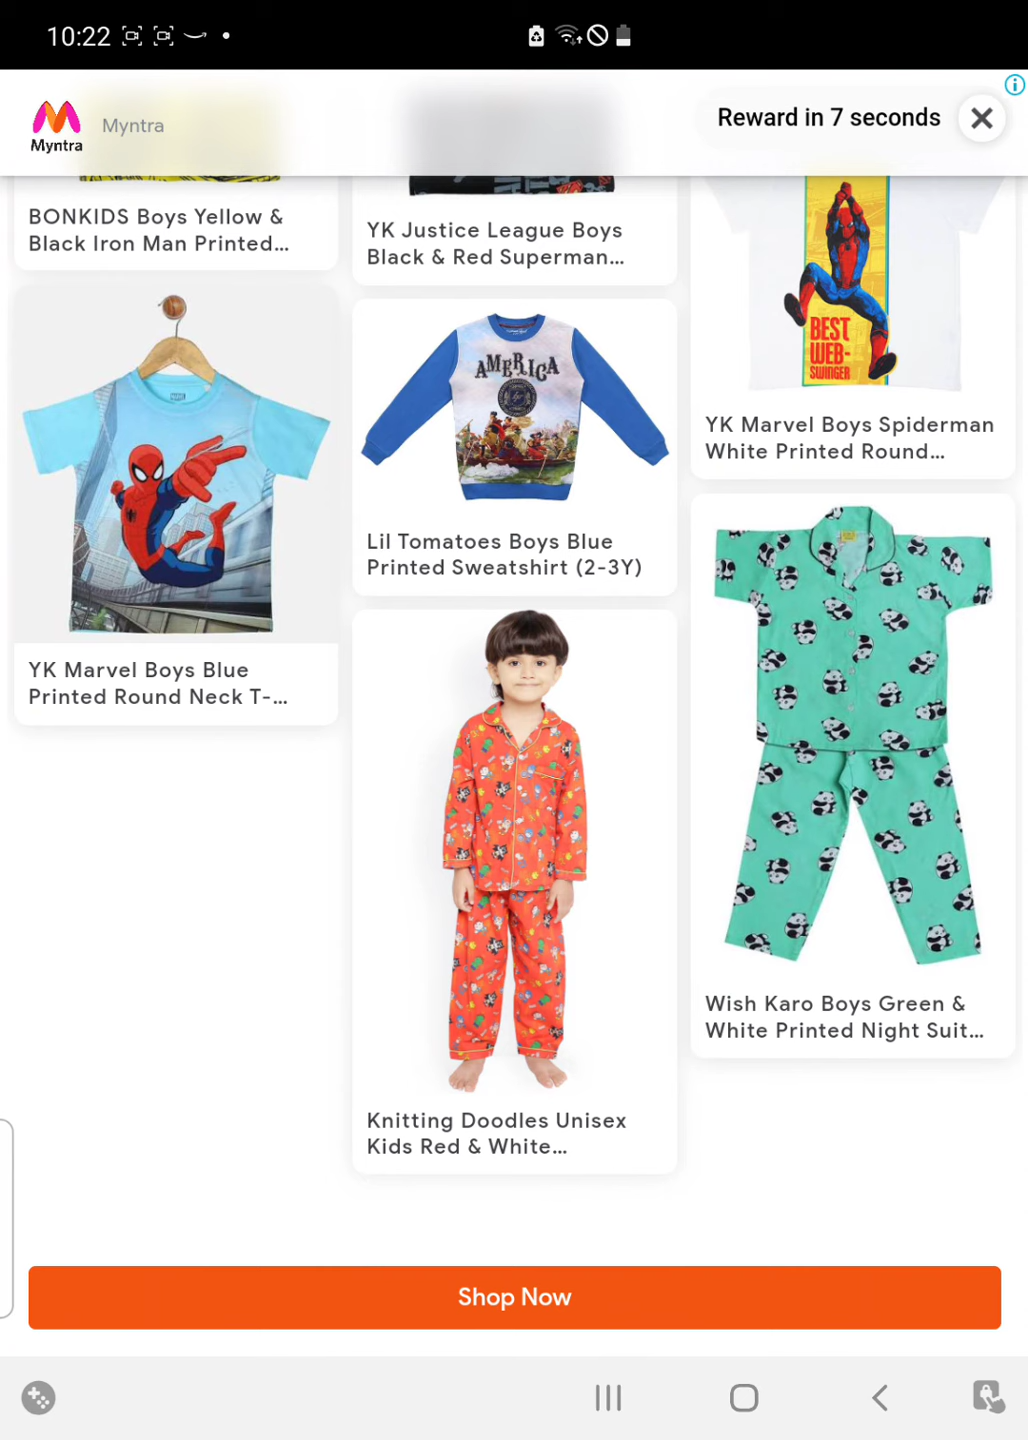 10:22
Myntra
Myntra
Reward in 7 seconds
BONKIDS Boys Yellow &
Black Iron Man Printed...
YK Justice League Boys
Black & Red Superman...
BEST
WEB-
SWINGER
YK Marvel Boys Spiderman
White Printed Round...
AMERICA
Lil Tomatoes Boys Blue
Printed Sweatshirt (2-3Y)
YK Marvel Boys Blue
Printed Round Neck T-...
Wish Karo Boys Green &
White Printed Night Suit...
Knitting Doodles Unisex
Kids Red & White...
Shop Now